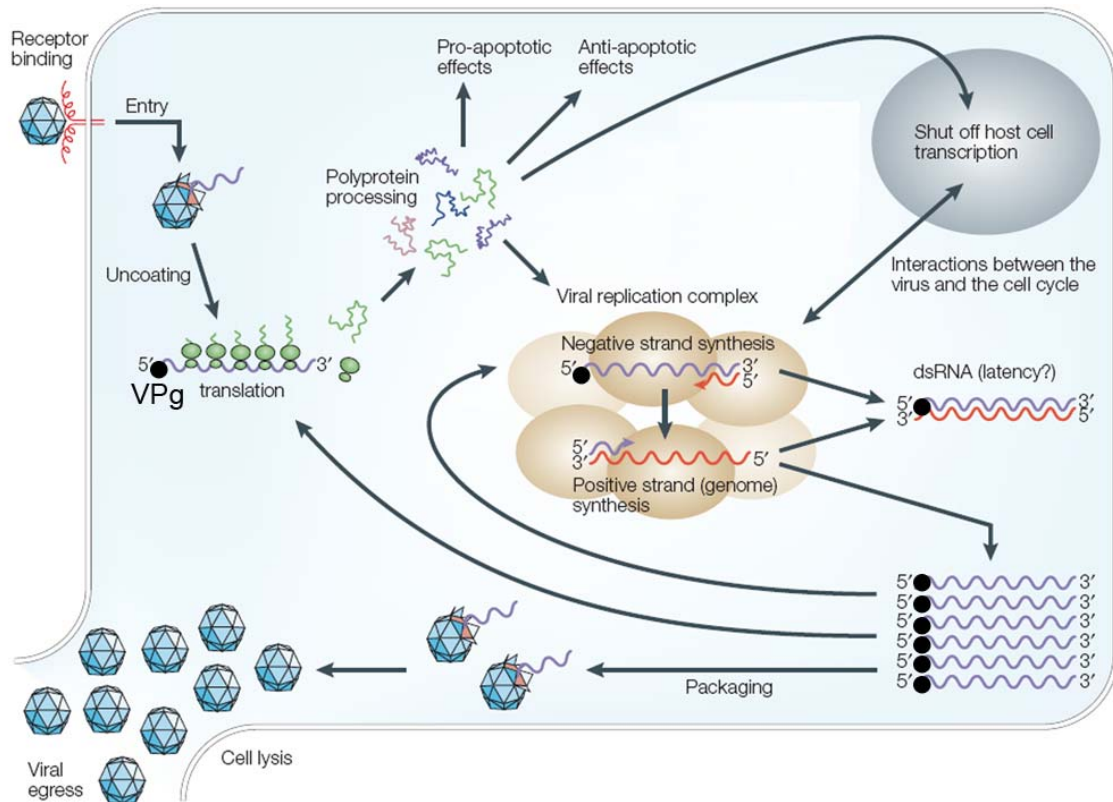 Receptor
binding
Entry
Uncoating
5′
3′
VPg
translation
Polyprotein
processing
Pro-apoptotic
effects
Anti-apoptotic
effects
Shut off host cell
transcription
Interactions between the
virus and the cell cycle
Viral replication complex
Negative strand synthesis
5′
3′
5′
5′
3′
5′
Positive strand (genome)
synthesis
dsRNA (latency?)
5′
3′
3′
5′
5′ 3′
5′ 3′
5′ 3′
5′ 3′
5′ 3′
5′ 3′
Packaging
Cell lysis
Viral
egress